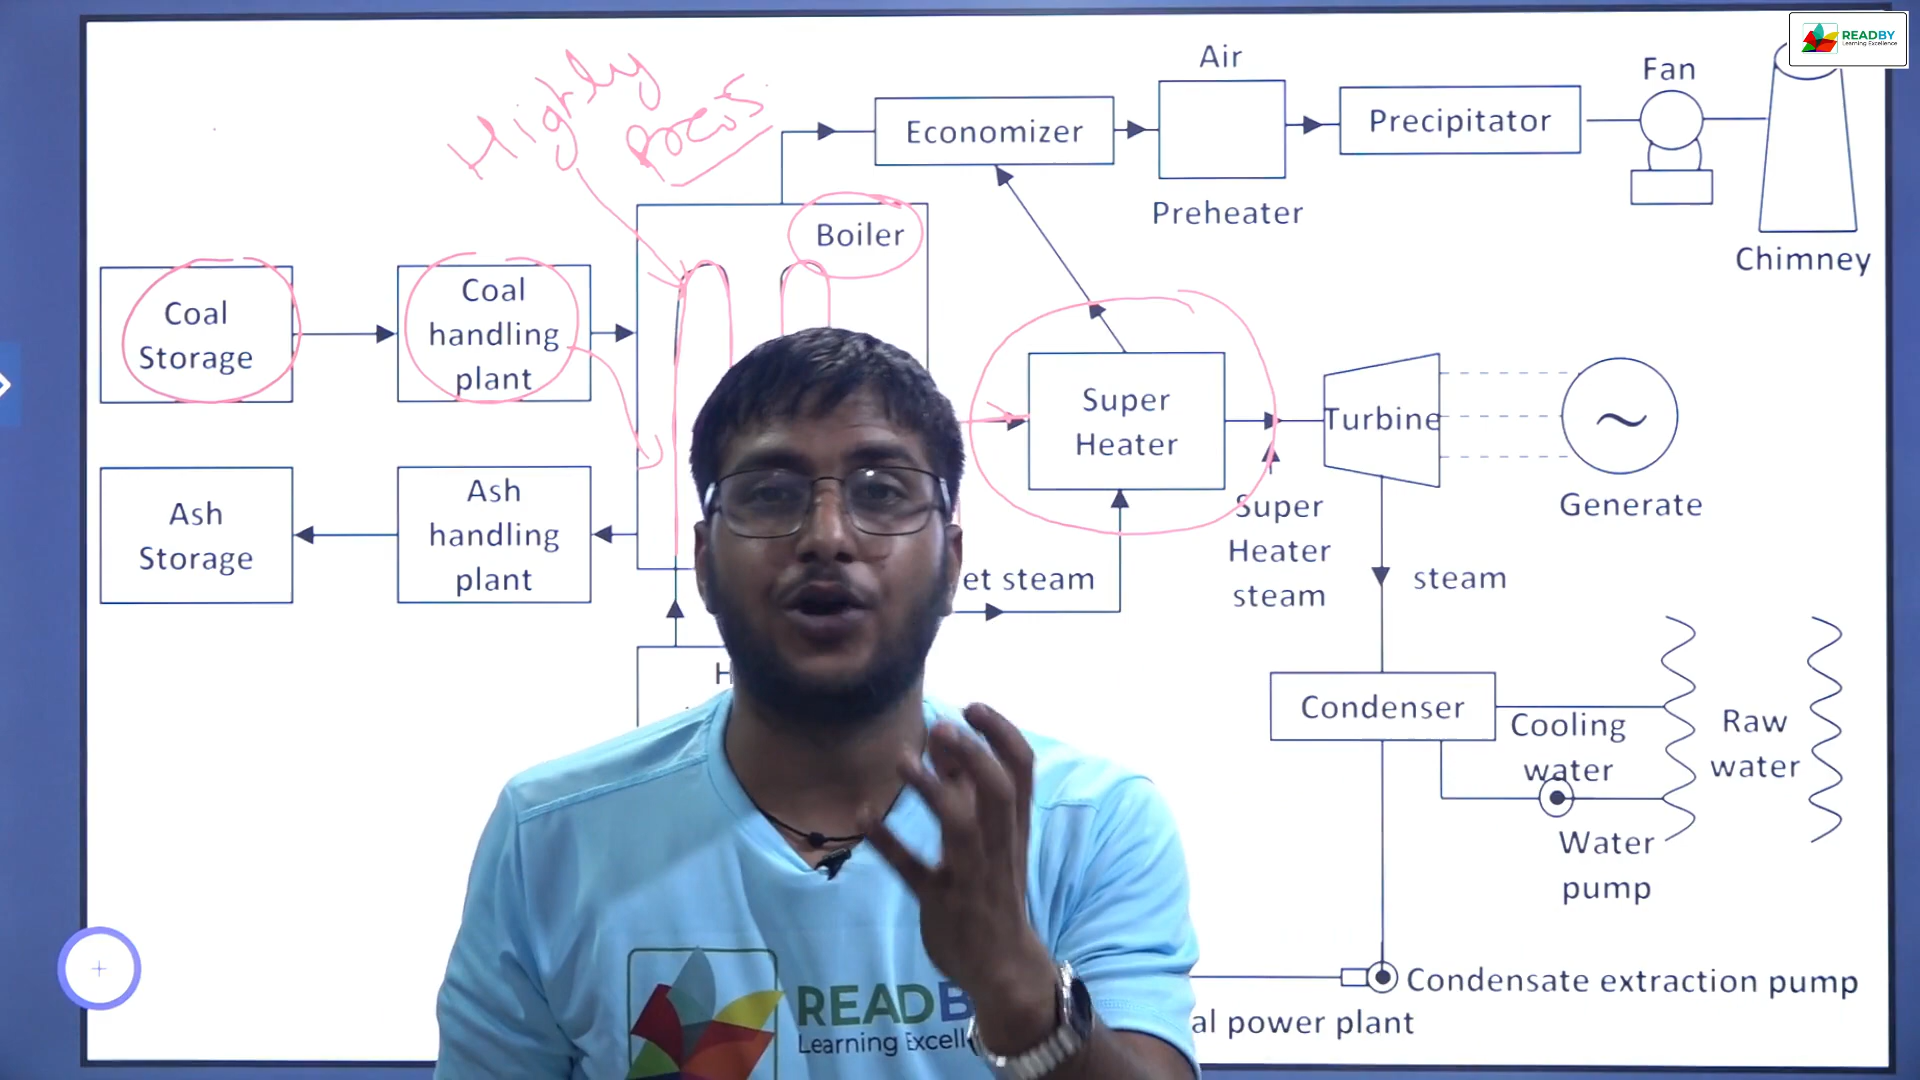 READBY
Learning Excellence
Air
Fan
Highly
Economizer
Precipitator
Preheater
Boiler
Chimney
Coal
Storage
Coal
handling
plant
Super
Heater
Turbine
~
Generate
Ash
Storage
Ash
handling
plant
et steam
Super
Heater
steam
steam
H
Condenser
Cooling
water
Raw
water
Water
pump
Condensate extraction pump
al power plant
READB
Learning Excell